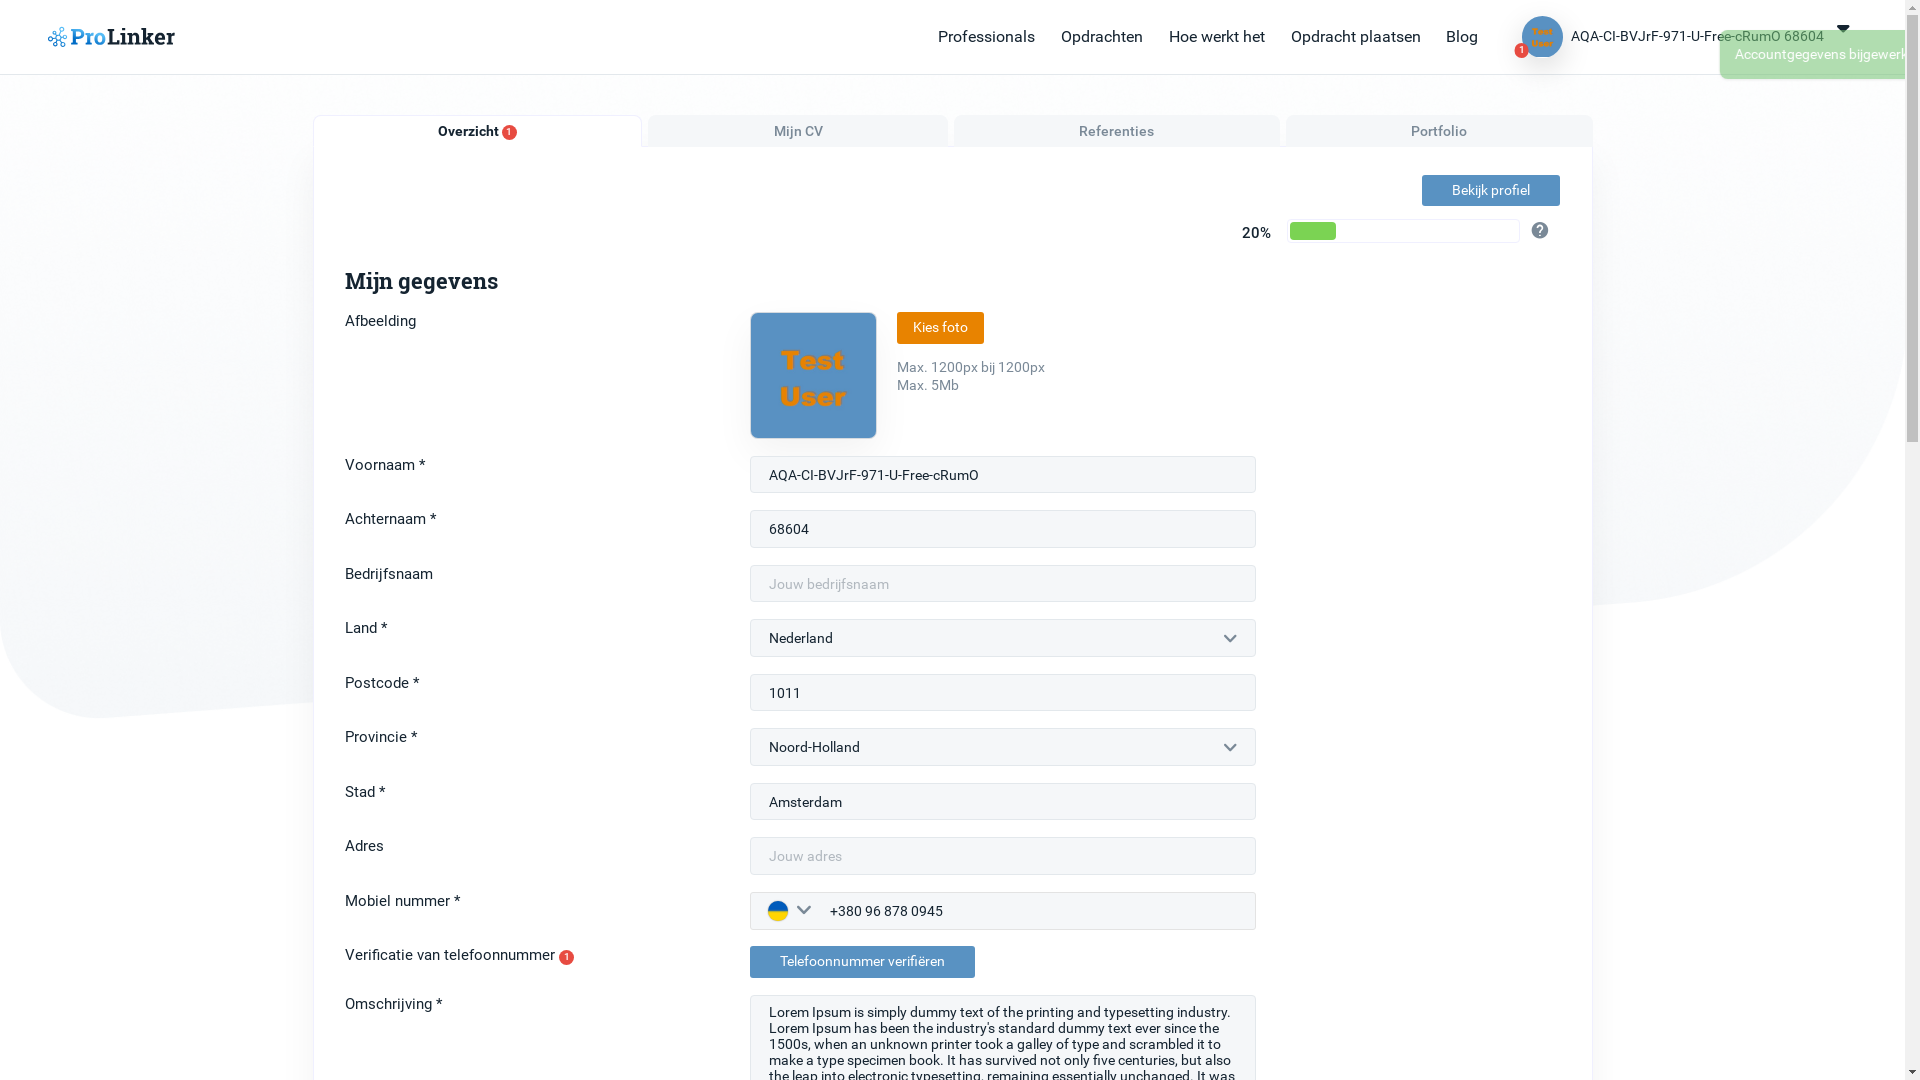 ProLinker
Professionals
Opdrachten
Hoe werkt het
Opdracht plaatsen
Blog
Test
User
1
AQA-CI-BVJrF-971-U-Free-cRumO 68604
Accountgegevens
Overzicht 1
Mijn CV
Referenties
Portfolio
Bekijk profiel
20%
?
Mijn gegevens
Afbeelding
Test
User
Kies foto
Max. 1200px bij 1200px
Max. 5Mb
Voornaam *
AQA-CI-BVJrF-971-U-Free-cRumO
Achternaam *
68604
Bedrijfsnaam
Jouw bedrijfsnaam
Land *
Nederland
Postcode *
1011
Provincie *
Noord-Holland
Stad *
Amsterdam
Adres
Jouw adres
Mobiel nummer *
+380 96 878 0945
Verificatie van telefoonnummer 1
Telefoonnummer verifiëren
Omschrijving *
Lorem Ipsum is simply dummy text of the printing and typesetting industry.
Lorem Ipsum has been the industry's standard dummy text ever since the
1500s, when an unknown printer took a galley of type and scrambled it to
make a type specimen book. It has survived not only five centuries, but also
the leap into electronic typesetting, remaining essentially unchanged. It was